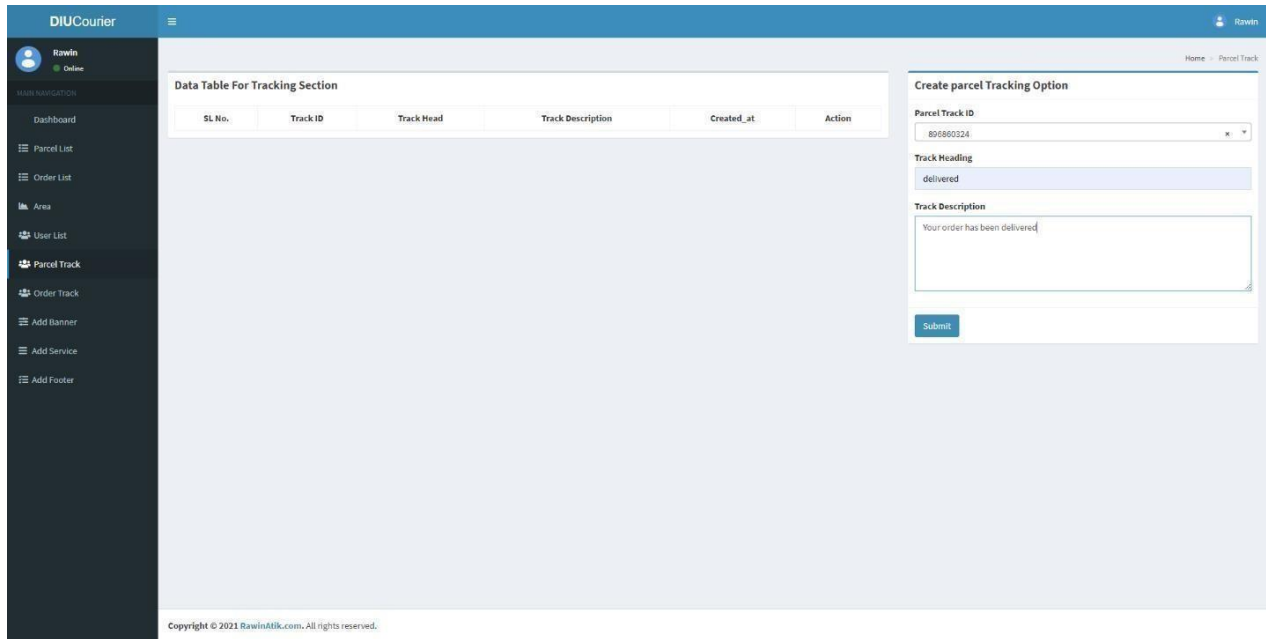 DIUCourier
Rawin
Rawin
Online
Home > Parcel Track
MAIN NAVIGATION
Dashboard
Parcel List
Order List
Area
User List
Parcel Track
Order Track
Add Banner
Add Service
Add Footer
Data Table For Tracking Section
SL No. Track ID Track Head Track Description Created_at Action
Create parcel Tracking Option
Parcel Track ID
896860324 ×
Track Heading
delivered
Track Description
Your order has been delivered
Submit
Copyright © 2021 RawinAtik.com. All rights reserved.